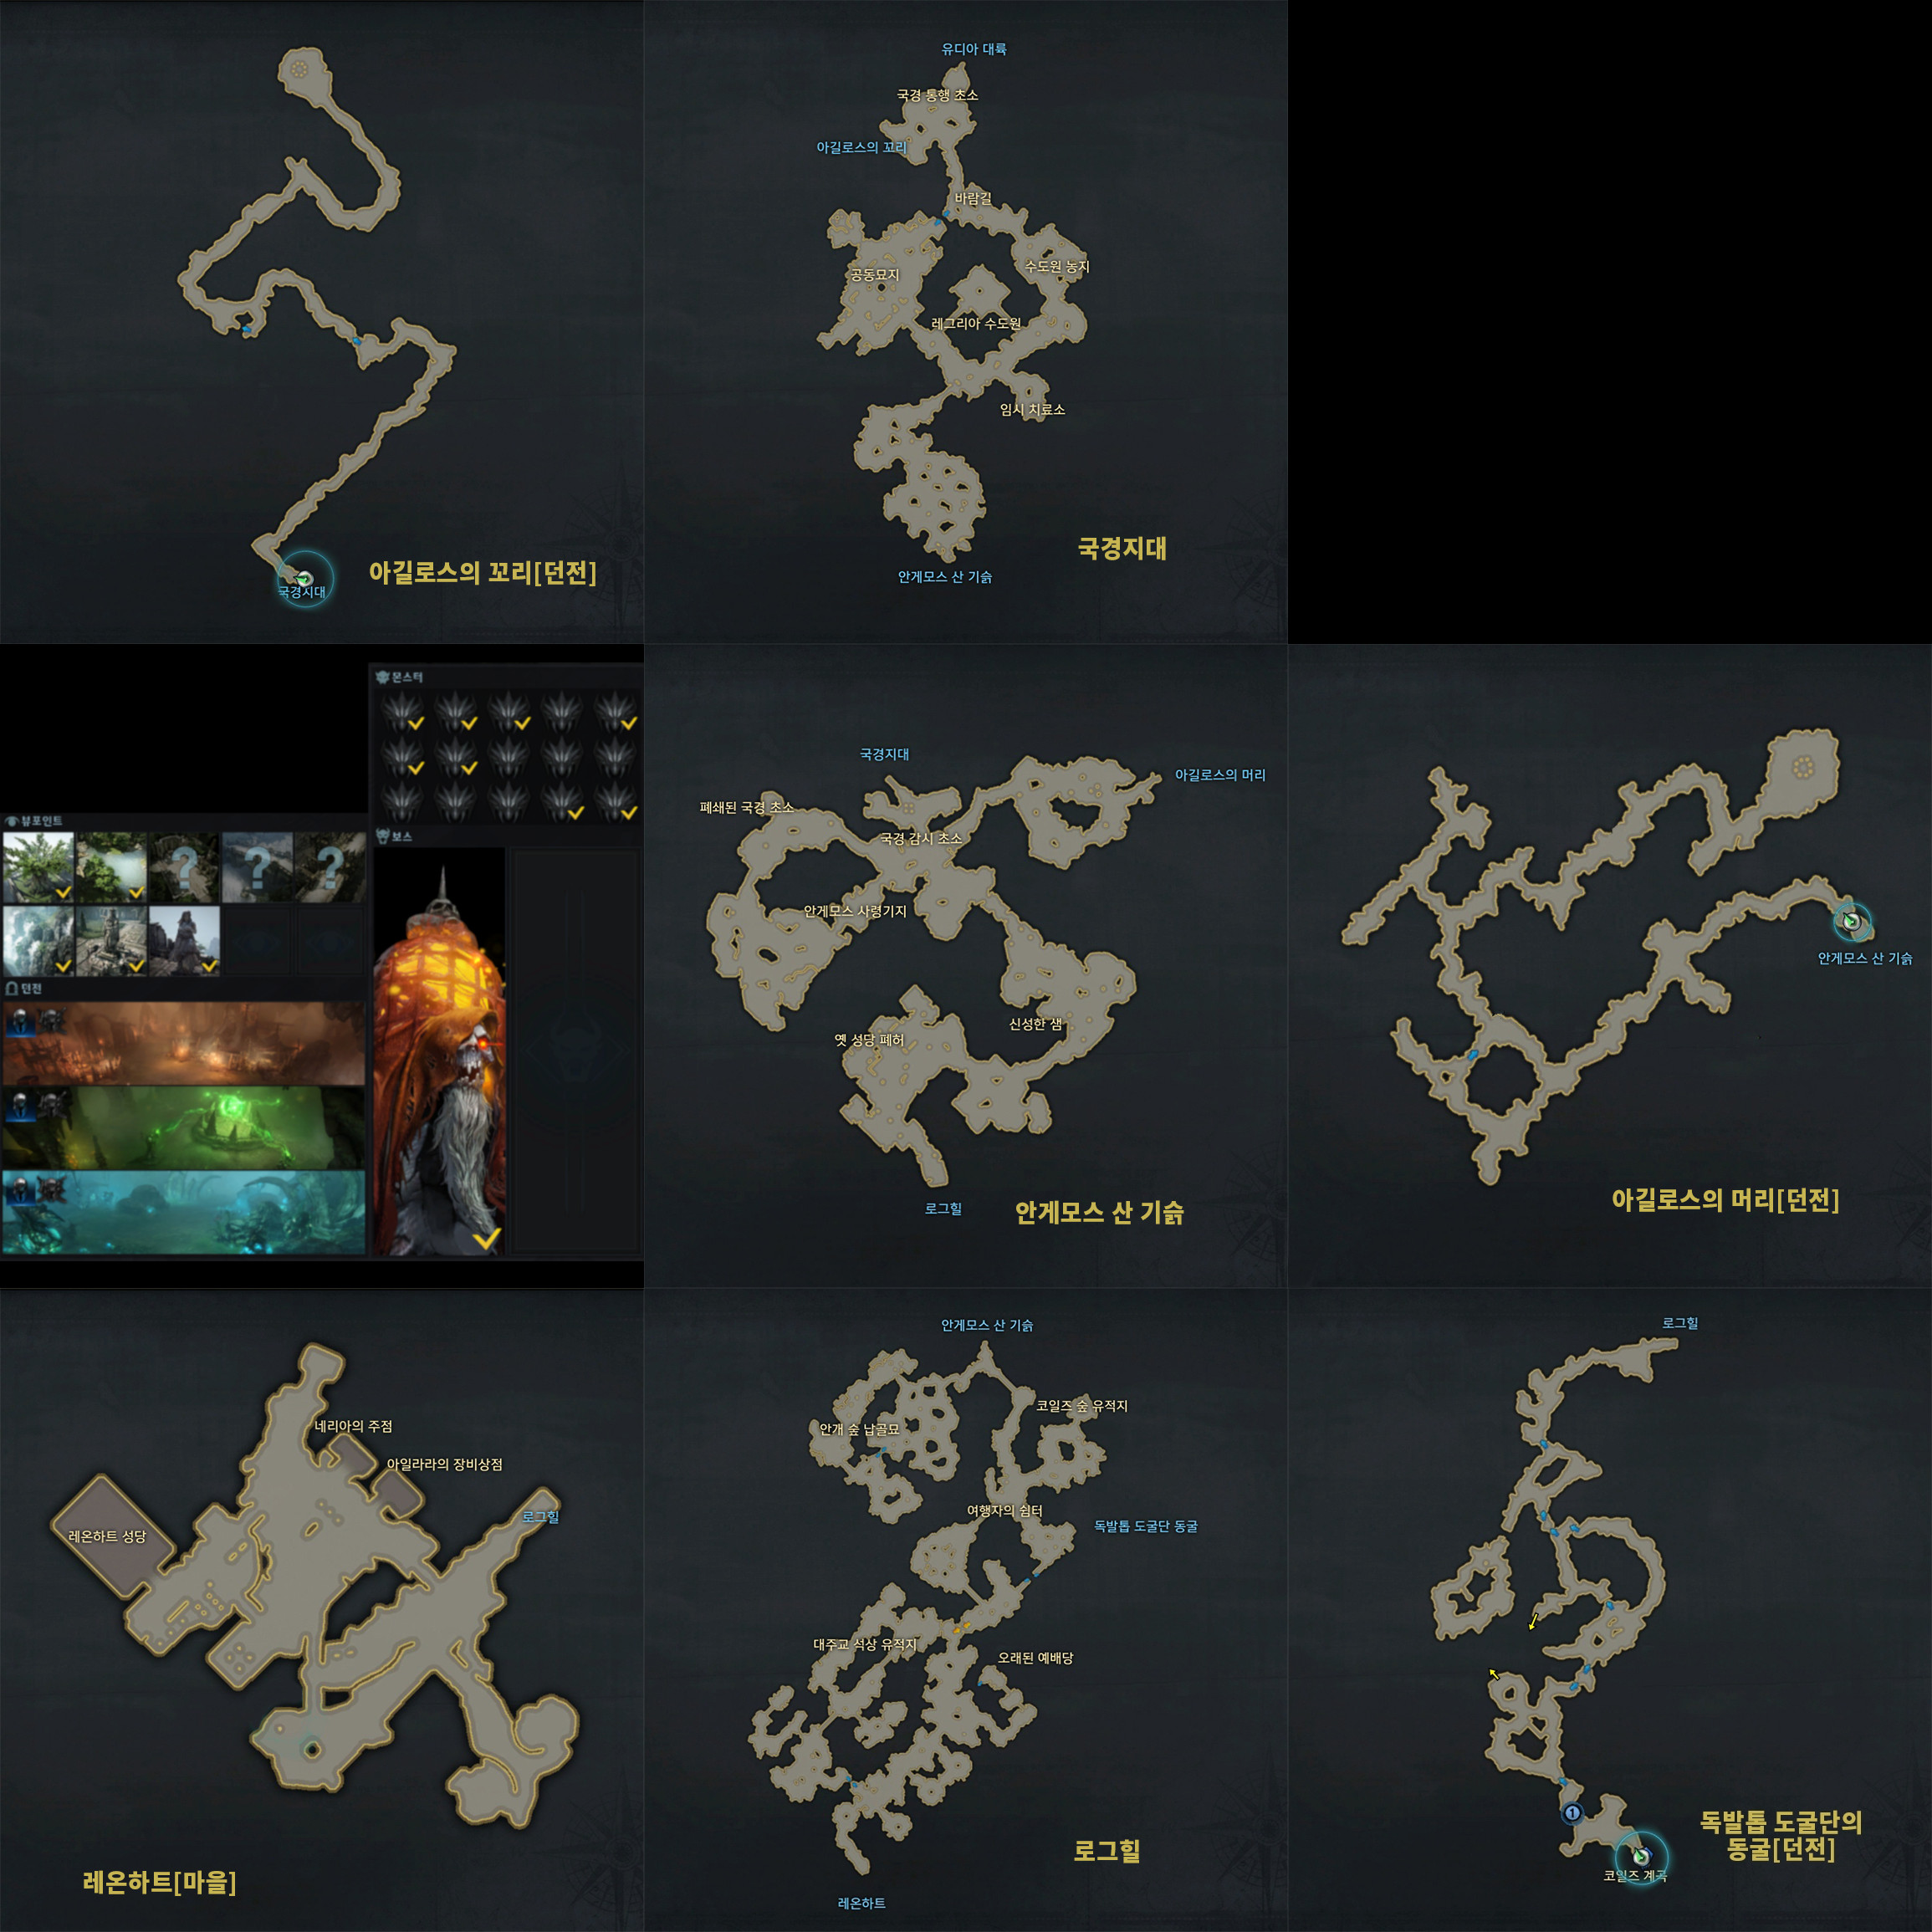 국경지대
아길로스의 꼬리[던전]
유디아 대륙
국경 통행 초소
아길로스의 꼬리
바람길
공동묘지
수도원 농지
레그리아 수도원
임시 치료소
안게모스 산 기슭
국경지대
몬스터
뷰포인트
보스
던전
국경지대
아길로스의 머리
폐쇄된 국경 초소
국경 감시 초소
안게모스 사령기지
신성한 샘
옛 성당 폐허
로그힐
안게모스 산 기슭
안게모스 산 기슭
아길로스의 머리[던전]
네리아의 주점
아일라라의 장비상점
로그힐
레온하트 성당
레온하트[마을]
안게모스 산 기슭
코일즈 숲 유적지
안개 숲 납골묘
여행자의 쉼터
독발톱 도굴단 동굴
대주교 석상 유적지
오래된 예배당
로그힐
레온하트
로그힐
1
독발톱 도굴단의
동굴[던전]
코일즈 계곡